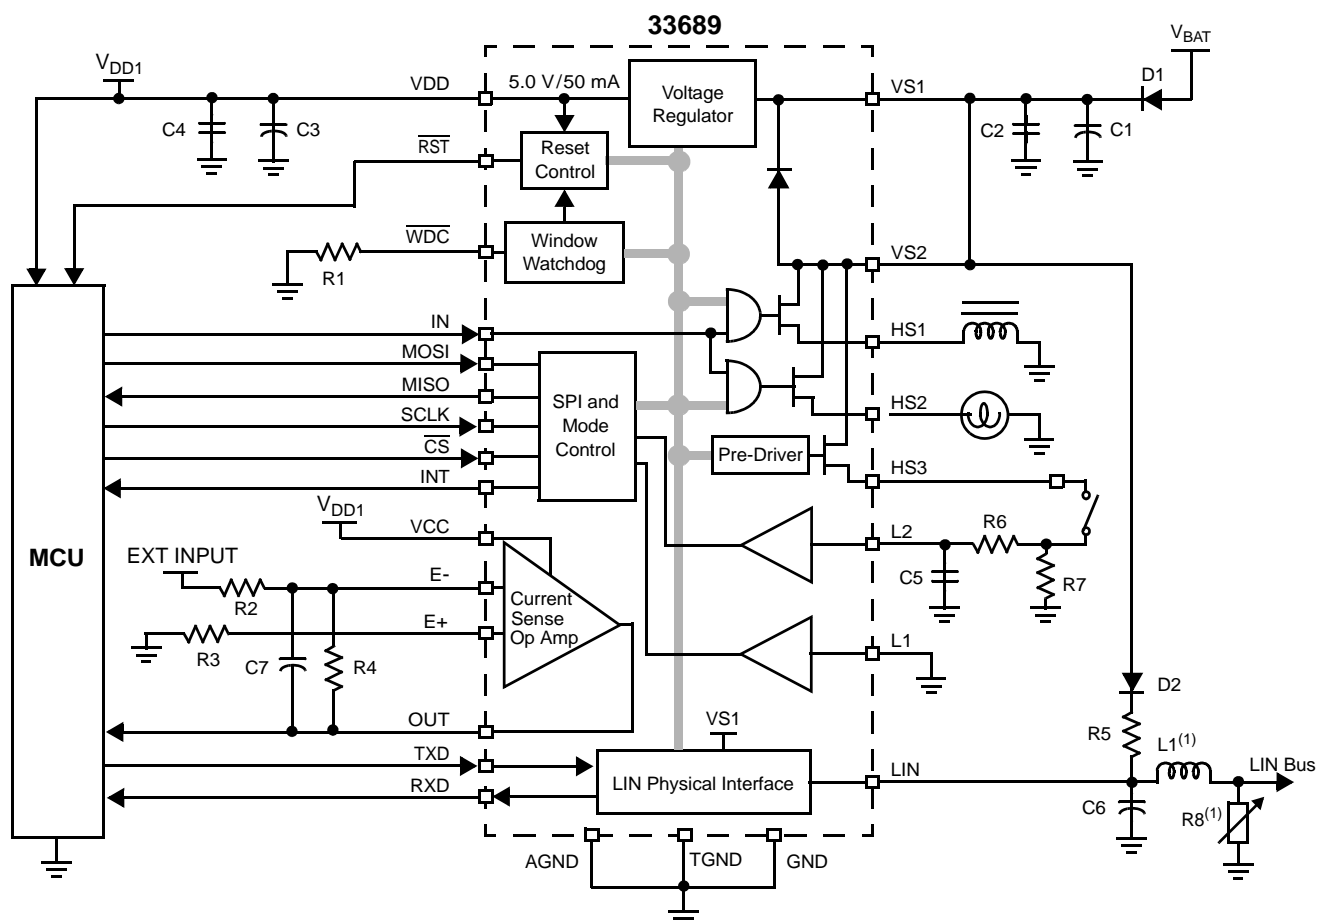 33689
V_BAT
V_DD1
VDD
5.0 V/50 mA
Voltage
Regulator
VS1
D1
C4
C3
C2
C1
RST
Reset
Control
WDC
Window
Watchdog
VS2
R1
IN
HS1
MOSI
MISO
SPI and
Mode
Control
SCLK
HS2
CS
Pre-Driver
INT
HS3
V_DD1
VCC
L2
R6
MCU
EXT INPUT
E-
R2
Current
Sense
Op Amp
C5
R7
E+
R3
C7
R4
L1
D2
OUT
VS1
R5
TXD
LIN Physical Interface
LIN
L1(1)
LIN Bus
RXD
C6
R8(1)
AGND
TGND
GND